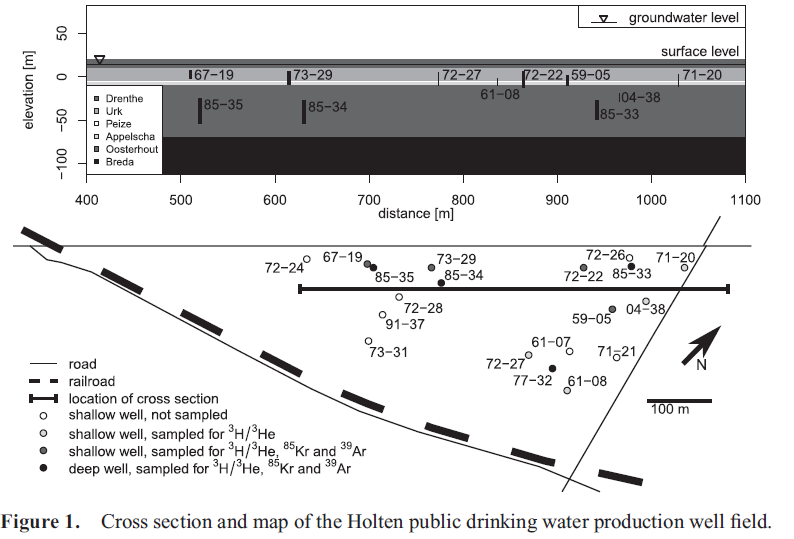 groundwater level
surface level
elevation [m]
50
0
−50
−100
67−19
73−29
72−27
72−22
59−05
71−20
61−08
04−38
85−35
85−34
85−33
Drenthe
Urk
Peize
Appelscha
Oosterhout
Breda
400
500
600
700
800
900
1000
1100
distance [m]
72−24
67−19
73−29
85−35
85−34
72−26
71−20
72−22
85−33
72−28
91−37
73−31
59−05
04−38
61−07
71−21
72−27
77−32
61−08
N
100 m
road
railroad
location of cross section
shallow well, not sampled
shallow well, sampled for ³H/³He
shallow well, sampled for ³H/³He, ⁸⁵Kr and ³⁹Ar
deep well, sampled for ³H/³He, ⁸⁵Kr and ³⁹Ar
Figure 1. Cross section and map of the Holten public drinking water production well field.